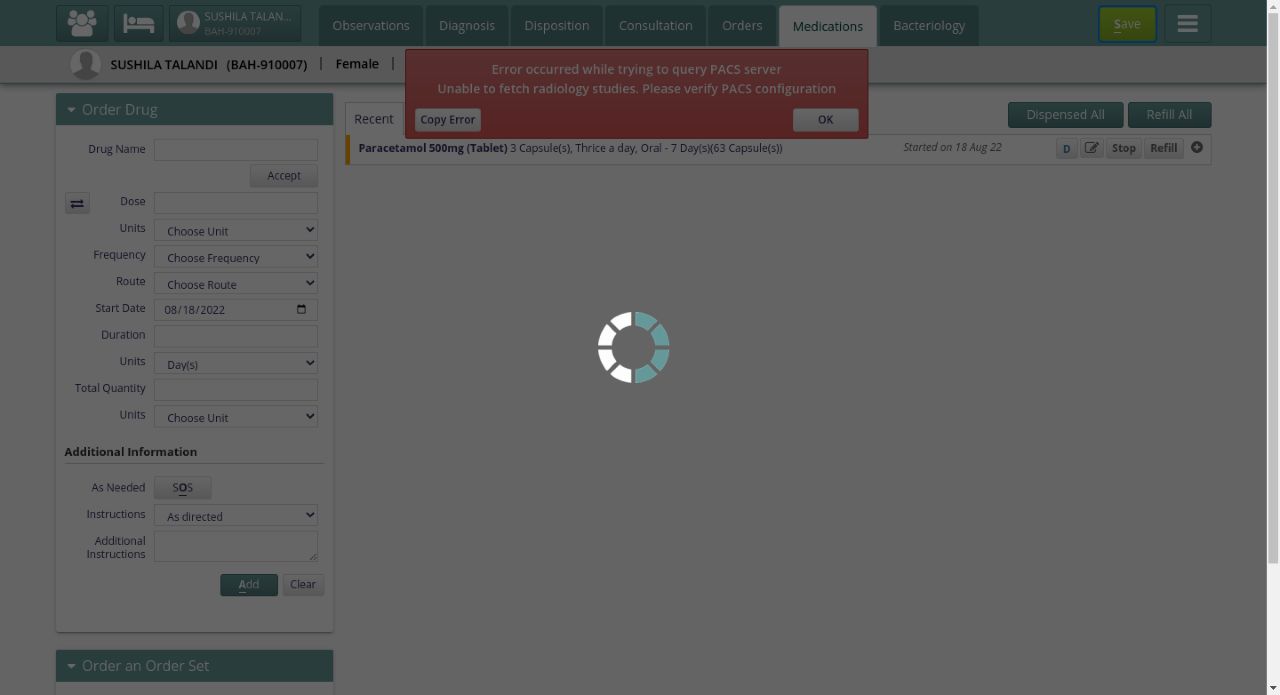 SUSHILA TALAN...
BAH-910007
Observations
Diagnosis
Disposition
Consultation
Orders
Medications
Bacteriology
Save
SUSHILA TALANDI (BAH-910007) | Female |
Error occurred while trying to query PACS server
Unable to fetch radiology studies. Please verify PACS configuration
Copy Error
OK
Order Drug
Drug Name
Accept
Dose
Units
Choose Unit
Frequency
Choose Frequency
Route
Choose Route
Start Date
08/18/2022
Duration
Units
Day(s)
Total Quantity
Units
Choose Unit
Additional Information
As Needed
SOS
Instructions
As directed
Additional
Instructions
Add
Clear
Order an Order Set
Recent
Dispensed All
Refill All
Paracetamol 500mg (Tablet) 3 Capsule(s), Thrice a day, Oral - 7 Day(s)(63 Capsule(s))
Started on 18 Aug 22
D
Stop
Refill